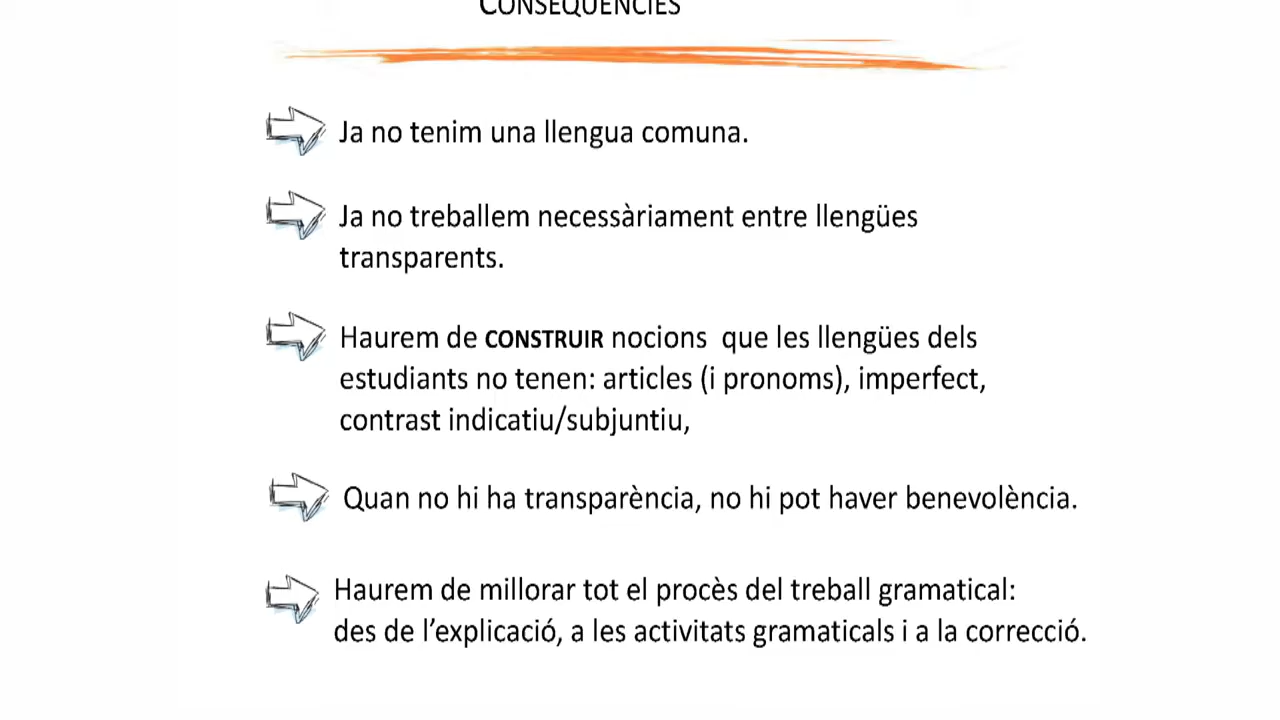 CONSEQÜÈNCIES
Ja no tenim una llengua comuna.
Ja no treballem necessàriament entre llengües
transparents.
Haurem de CONSTRUIR nocions que les llengües dels
estudiants no tenen: articles (i pronoms), imperfect,
contrast indicatiu/subjuntiu,
Quan no hi ha transparència, no hi pot haver benevolència.
Haurem de millorar tot el procès del treball gramatical:
des de l’explicació, a les activitats gramaticals i a la correcció.